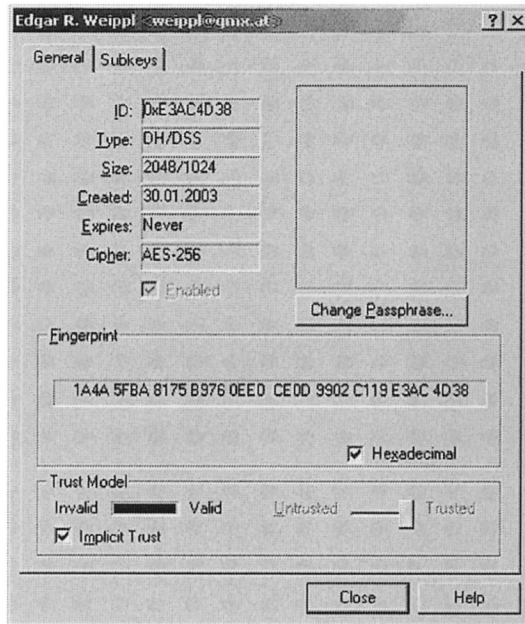 Edgar R. Weippl <weippl@gmx.at>
General Subkeys
ID: 0xE3AC4D38
Type: DH/DSS
Size: 2048/1024
Created: 30.01.2003
Expires: Never
Cipher: AES-256
Enabled
Change Passphrase...
Fingerprint
1A4A 5FBA 8175 B976 0EED CE0D 9902 C119 E3AC 4D38
Hexadecimal
Trust Model
Invalid Valid Untrusted Trusted
Implicit Trust
Close Help